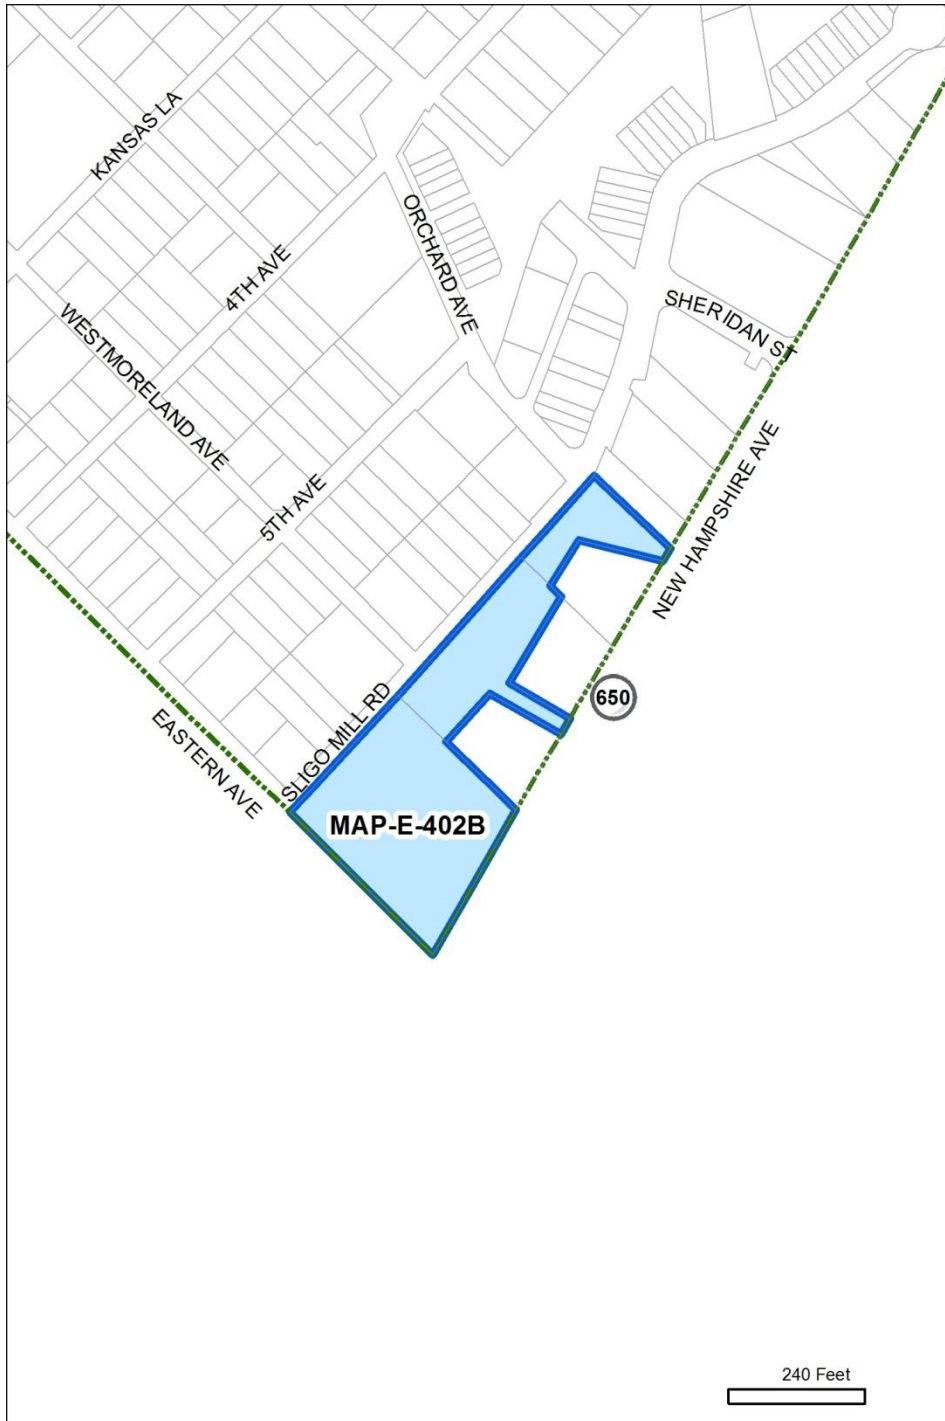 KANSAS LA
ORCHARD AVE
4TH AVE
SHERIDAN ST
WESTMORELAND AVE
5TH AVE
NEW HAMPSHIRE AVE
650
SLIGO MILL RD
EASTERN AVE
MAP-E-402B
240 Feet